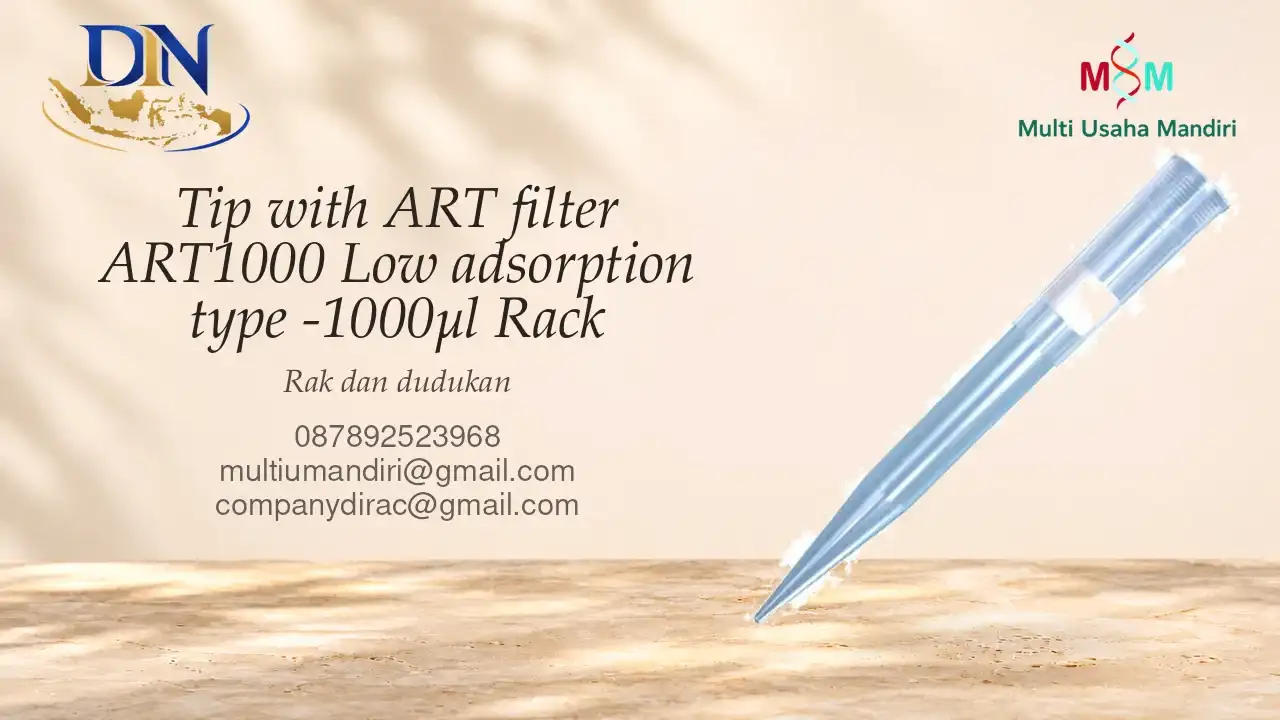 DIN
MSM
Multi Usaha Mandiri
Tip with ART filter
ART1000 Low adsorption
type -1000µl Rack
Rak dan dudukan
087892523968
multiumandiri@gmail.com
companydirac@gmail.com